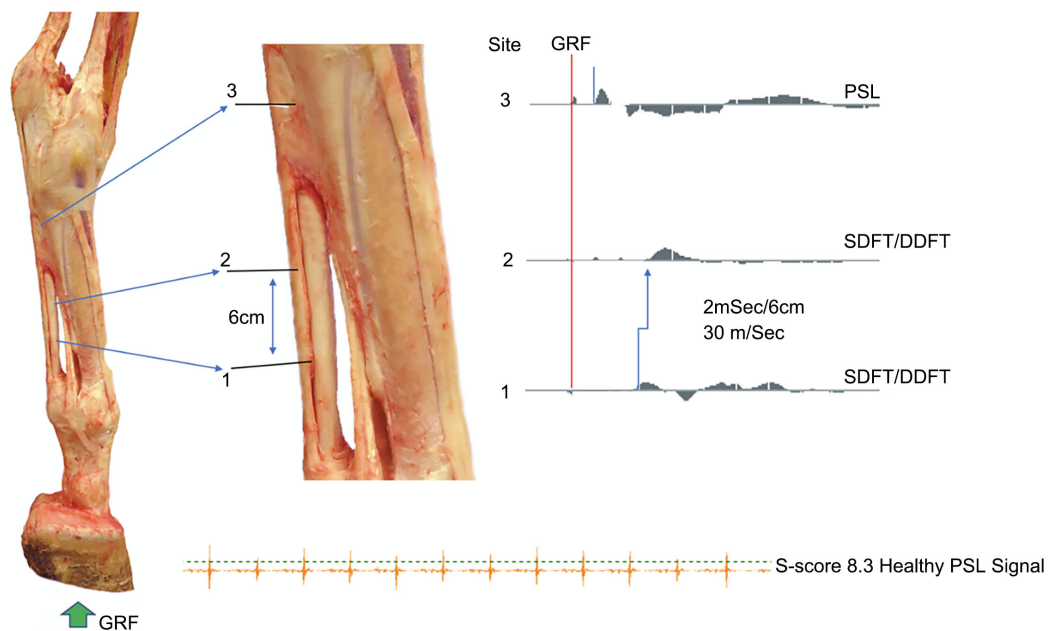 Site GRF
3 PSL
3
2 SDFT/DDFT
2
6cm
2mSec/6cm
30 m/Sec
1
1 SDFT/DDFT
S-score 8.3 Healthy PSL Signal
GRF